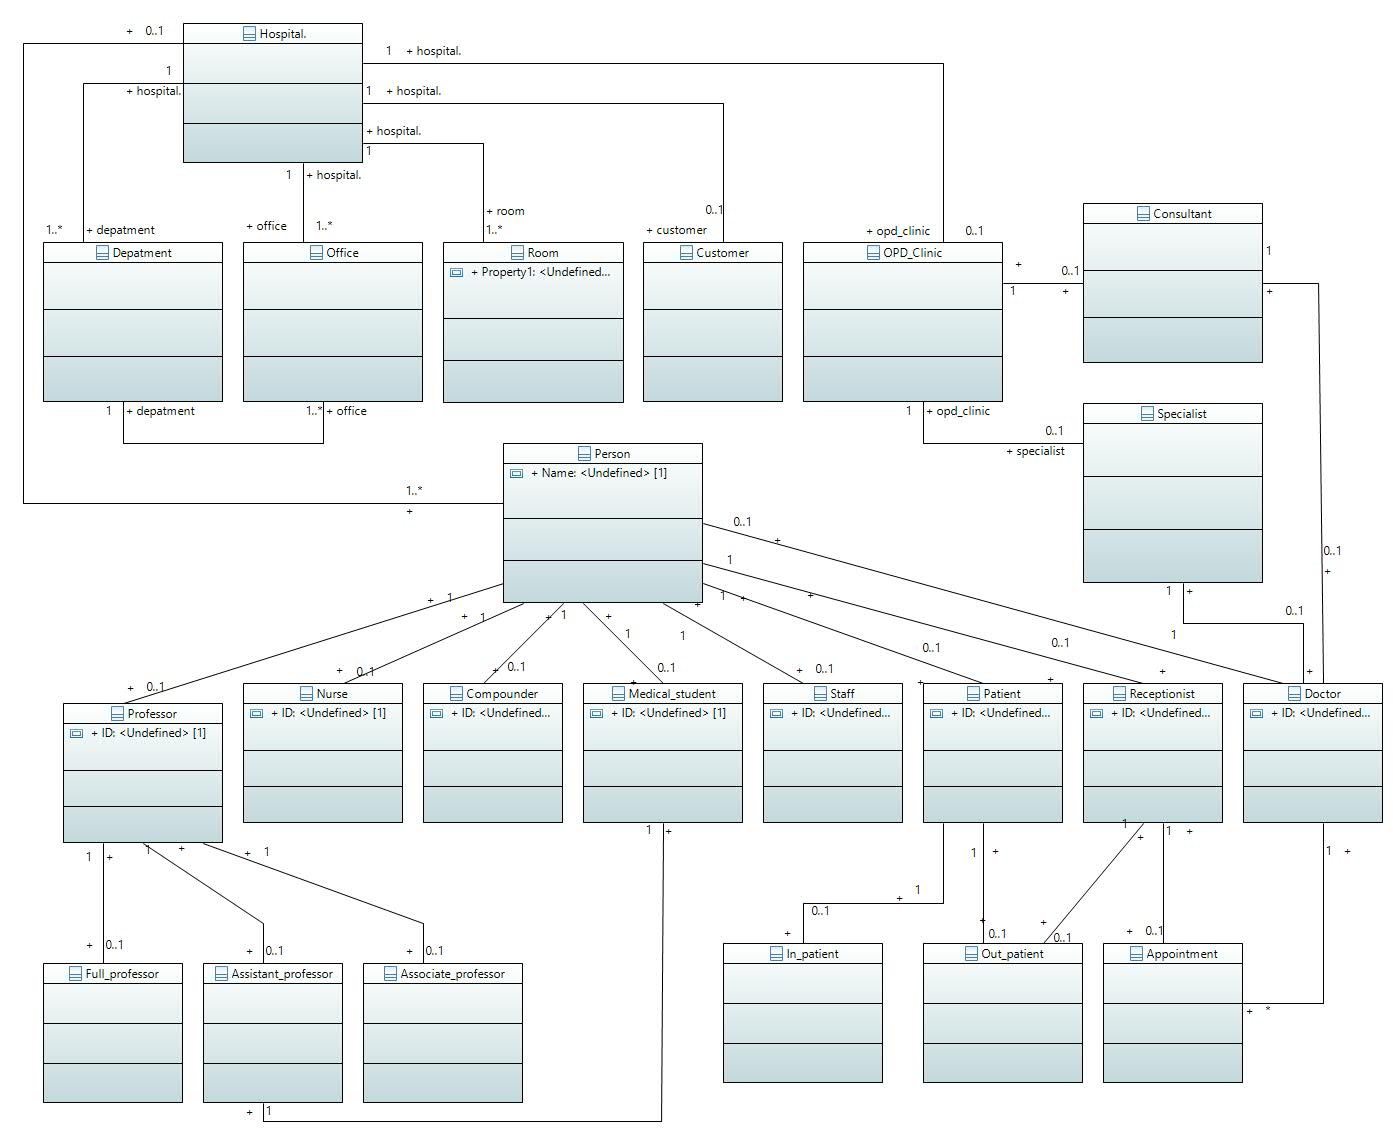 + 0..1
Hospital.
1 + hospital.
1
+ hospital.
1 + hospital.
+ hospital.
1
1 + hospital.
+ room
1..*
0..1
+ customer
1..* + depatment
+ office 1..*
+ opd_clinic 0..1
Consultant
1
+
Depatment
Office
Room
+ Property1: <Undefined...
Customer
OPD_Clinic
+ 0..1
1 +
1 + depatment
1..* + office
1 + opd_clinic
0..1
+ specialist
Specialist
Person
+ Name: <Undefined> [1]
1..*
+
0..1
+
1
0..1
+
+ 1
+ 1
+ 1
+
1
+
1
1 +
+
1 +
0..1
1
0..1
0..1
+ 0..1
+ 0..1
+ 0..1
0..1
+
+ 0..1
+
+
+
+
Professor
+ ID: <Undefined> [1]
Nurse
+ ID: <Undefined> [1]
Compounder
+ ID: <Undefined...
Medical_student
+ ID: <Undefined> [1]
Staff
+ ID: <Undefined...
Patient
+ ID: <Undefined...
Receptionist
+ ID: <Undefined...
Doctor
+ ID: <Undefined...
1 +
1 +
+ 1
1 +
1 +
1
+
1 +
1 +
+ 1
0..1
+
+
0..1
+
0..1
+ 0..1
+ 0..1
+ 0..1
+ 0..1
Full_professor
Assistant_professor
Associate_professor
In_patient
Out_patient
Appointment
+ *
+ 1